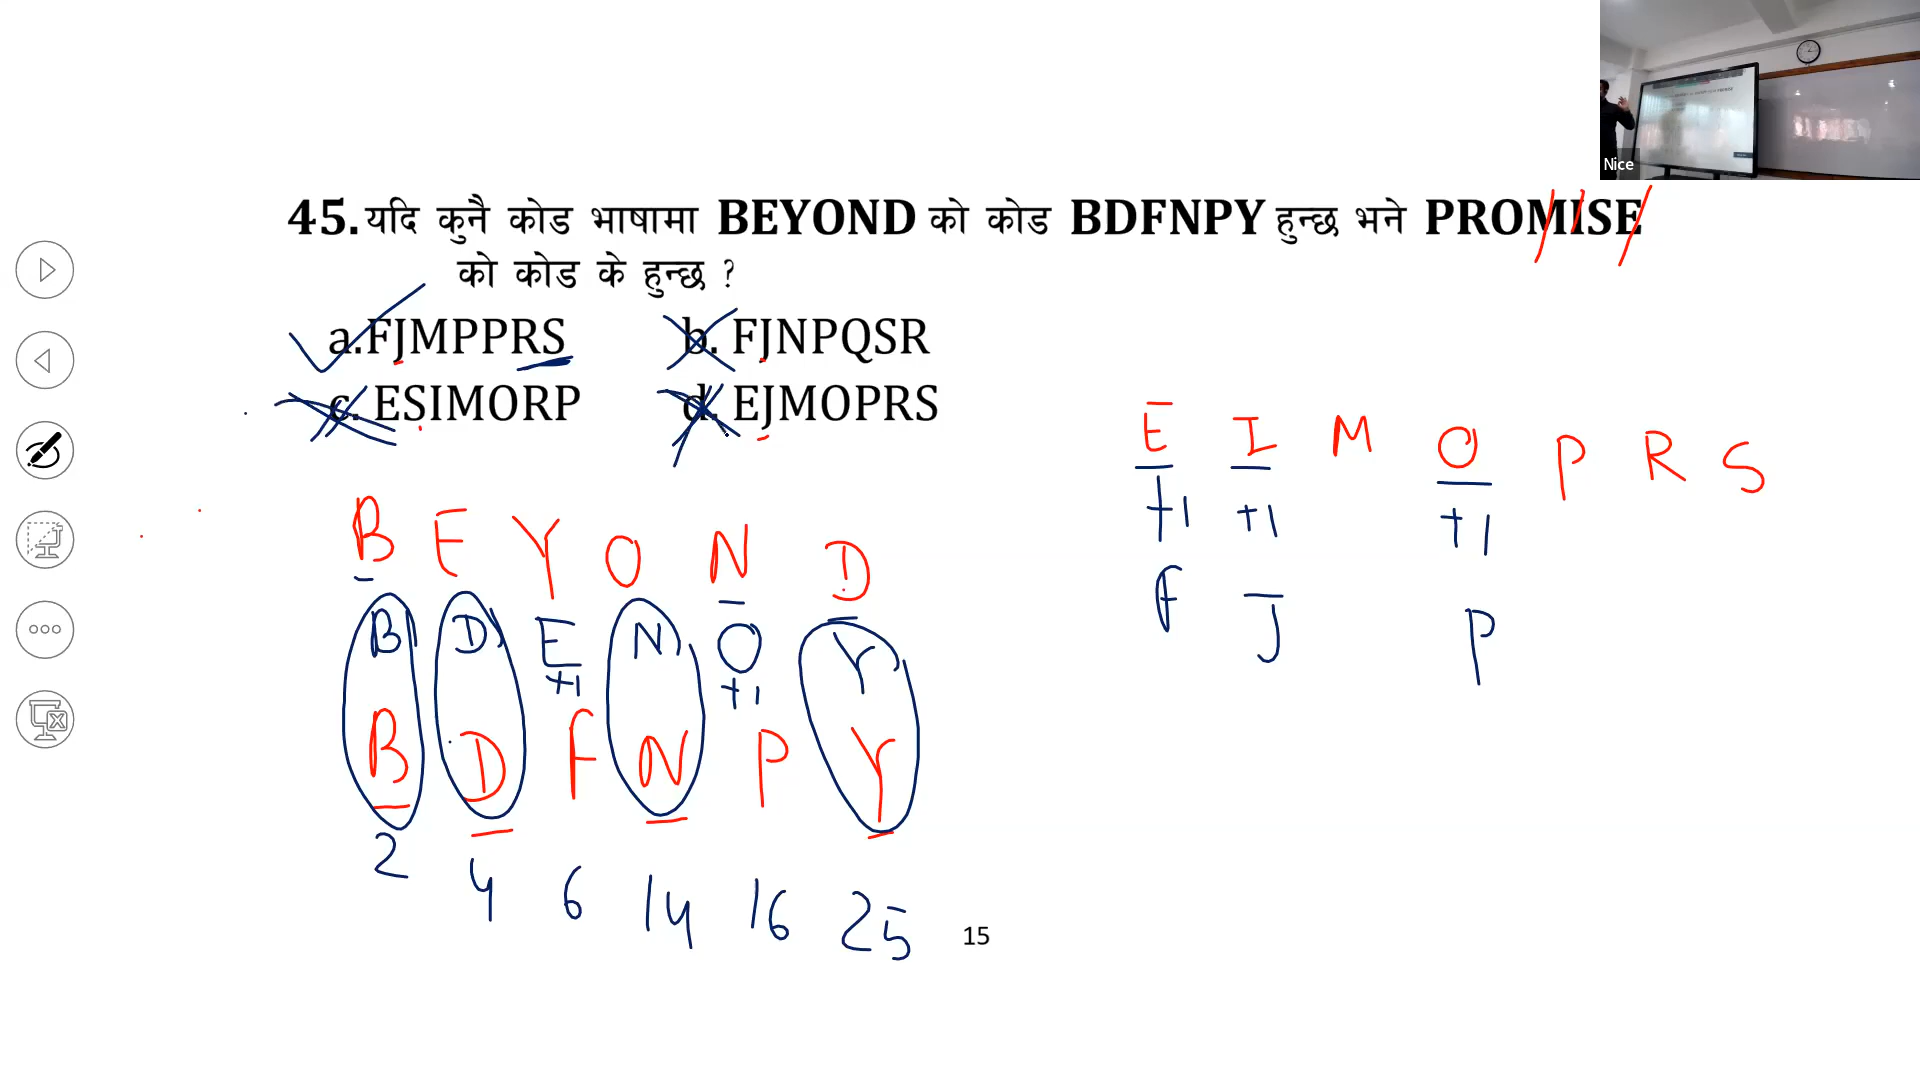 Nice
45. यदि कुनै कोड भाषामा BEYOND को कोड BDFNPY हुन्छ भने PROMISE
को कोड के हुन्छ ?
a. FJMPPRS b. FJNPQSR
c. ESIMORP d. EJMOPRS
E I M O P R S
+1 +1 +1
F J P
B E Y O N D
B D E N O Y
+1 +1
B D F N P Y
2 4 6 14 16 25
15